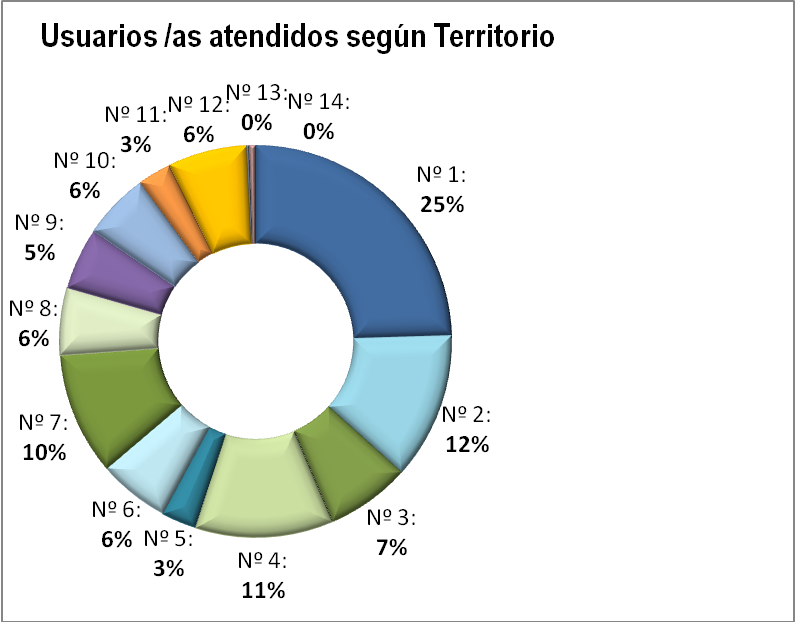 Usuarios /as atendidos según Territorio
Nº 1:
25%
Nº 2:
12%
Nº 3:
7%
Nº 4:
11%
Nº 5:
3%
Nº 6:
6%
Nº 7:
10%
Nº 8:
6%
Nº 9:
5%
Nº 10:
6%
Nº 11:
3%
Nº 12:
6%
Nº 13:
0%
Nº 14:
0%